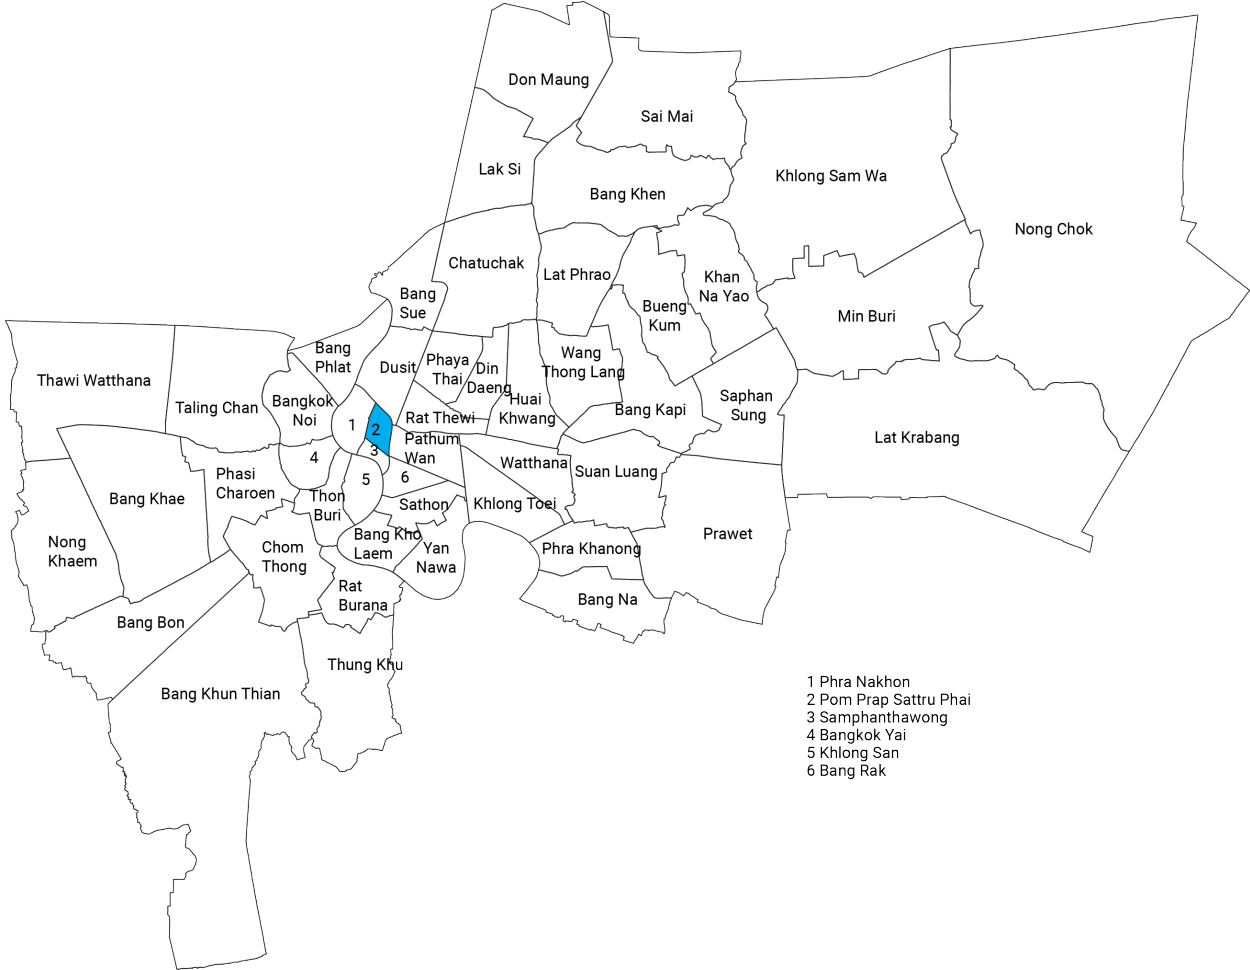 Don Maung
Sai Mai
Lak Si
Khlong Sam Wa
Bang Khen
Nong Chok
Chatuchak
Lat Phrao
Khan
Na Yao
Bang
Sue
Bueng
Kum
Min Buri
Bang
Phlat
Wang
Thong Lang
Dusit
Phaya
Thai
Din
Daeng
Thawi Watthana
Taling Chan
Bangkok
Noi
Huai
Khwang
Saphan
Sung
Bang Kapi
Rat Thewi
1
2
3
Pathum
Wan
Lat Krabang
4
5
6
Watthana
Suan Luang
Phasi
Charoen
Bang Khae
Thon
Buri
Sathon
Khlong Toei
Prawet
Bang Kho
Laem
Yan
Nawa
Phra Khanong
Nong
Khaem
Chom
Thong
Rat
Burana
Bang Na
Bang Bon
Thung Khu
Bang Khun Thian
1 Phra Nakhon
2 Pom Prap Sattru Phai
3 Samphanthawong
4 Bangkok Yai
5 Khlong San
6 Bang Rak